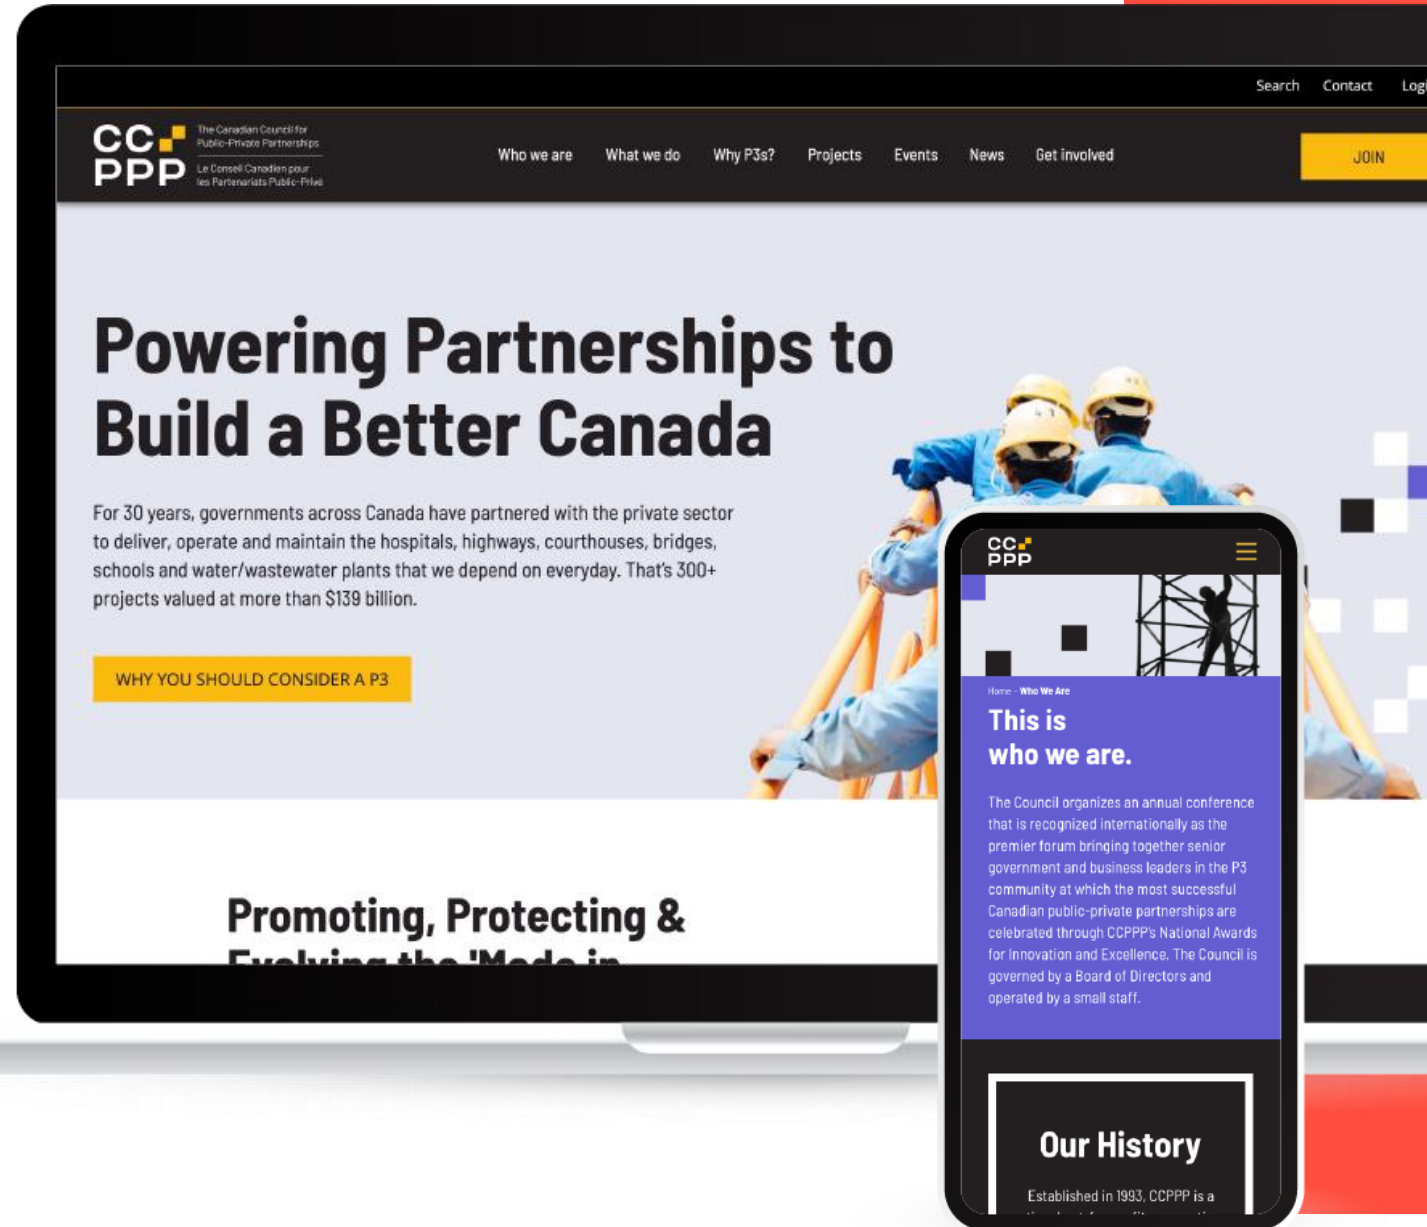 Search Contact
CC
PPP
The Canadian Council for
Public-Private Partnerships
Le Conseil Canadien pour
les Partenariats Public-Privé
Who we are What we do Why P3s? Projects Events News Get involved
JOIN
Powering Partnerships to
Build a Better Canada
For 30 years, governments across Canada have partnered with the private sector
to deliver, operate and maintain the hospitals, highways, courthouses, bridges,
schools and water/wastewater plants that we depend on everyday. That's 300+
projects valued at more than $139 billion.
WHY YOU SHOULD CONSIDER A P3
Promoting, Protecting &
Evolving the 'Made in
CC
PPP
Home - Who We Are
This is
who we are.
The Council organizes an annual conference
that is recognized internationally as the
premier forum bringing together senior
government and business leaders in the P3
community at which the most successful
Canadian public-private partnerships are
celebrated through CCPPP's National Awards
for Innovation and Excellence. The Council is
governed by a Board of Directors and
operated by a small staff.
Our History
Established in 1993, CCPPP is a